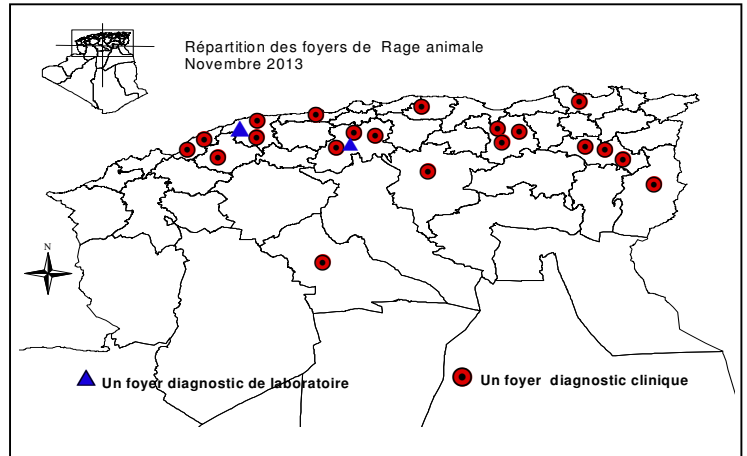 Répartition des foyers de Rage animale
Novembre 2013
N
Un foyer diagnostic de laboratoire
Un foyer diagnostic clinique